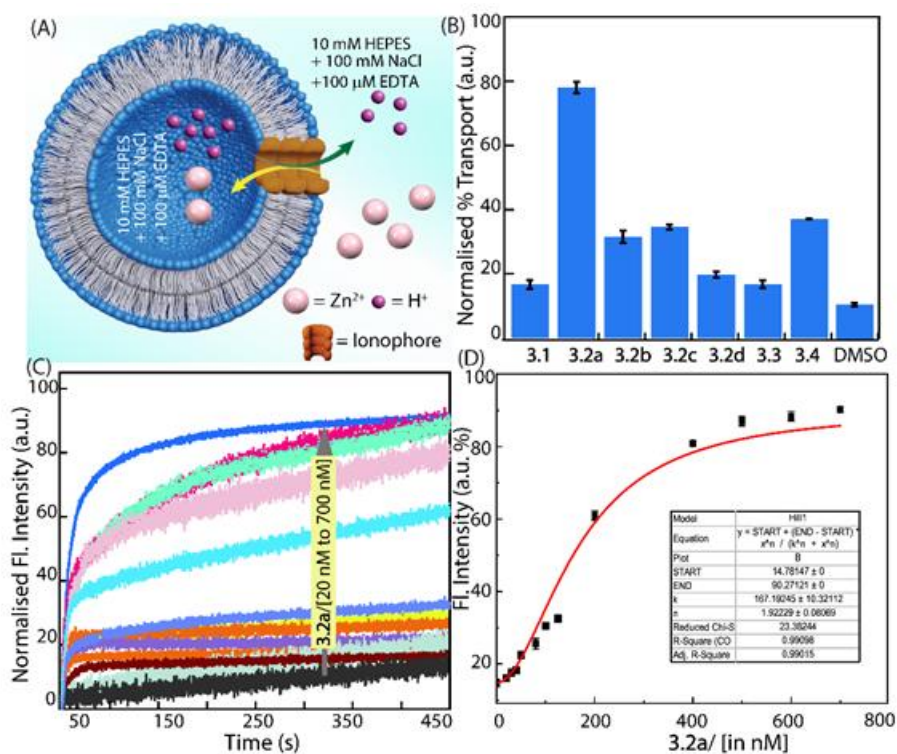 (A)
10 mM HEPES
+ 100 mM NaCl
+100 μM EDTA
10 mM HEPES
+ 100 mM NaCl
+ 100 μM EDTA
= Zn²⁺
= H⁺
= Ionophore
(B)
Normalised % Transport (a.u.)
80
60
40
20
0
3.1 3.2a 3.2b 3.2c 3.2d 3.3 3.4 DMSO
(C)
Normalised Fl. Intensity (a.u.)
100
80
60
40
20
0
3.2a/[20 nM to 700 nM]
50 150 250 350 450
Time (s)
(D)
Fl. Intensity (a.u. %)
100
80
60
40
20
Model Hill1
Equation y = START + (END - START) *
x^n / (k^n + x^n)
Plot B
START 14.78147 ± 0
END 90.27121 ± 0
k 167.19245 ± 10.32112
n 1.92229 ± 0.08069
Reduced Chi-S 23.38244
R-Square (CO 0.99098
Adj. R-Square 0.99015
0 200 400 600 800
3.2a/ [in nM]